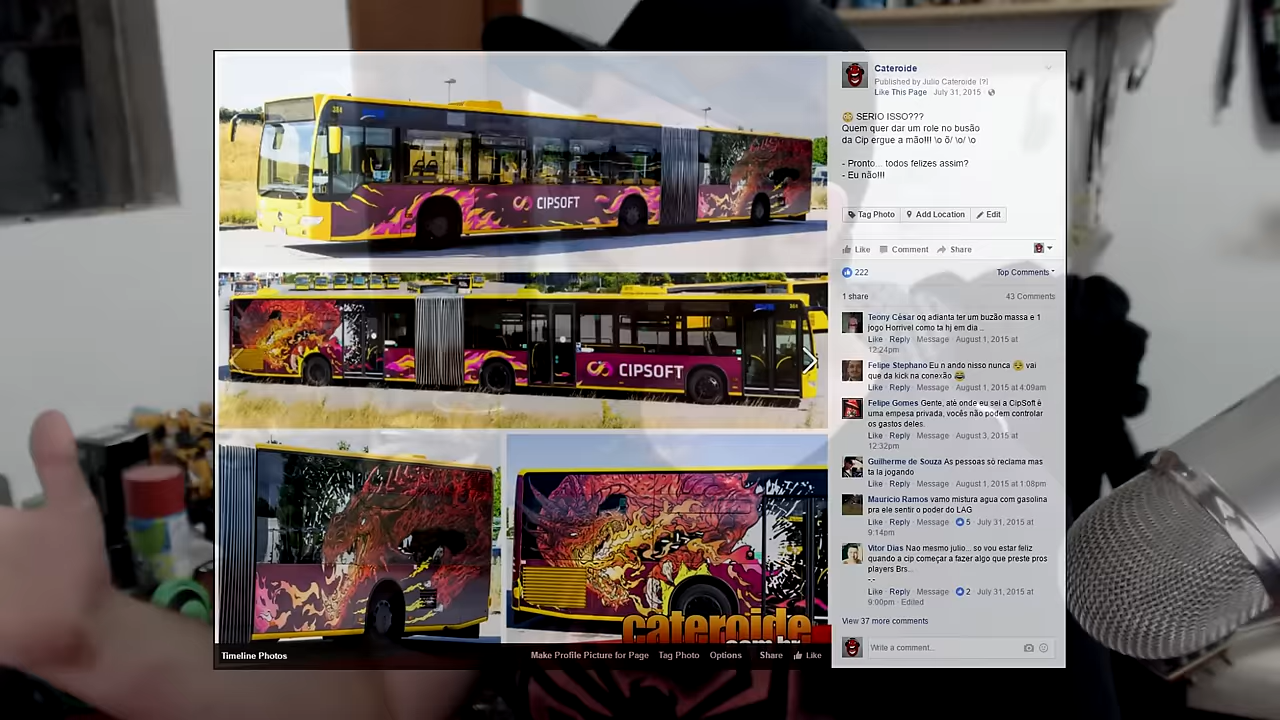 CIPSOFT
CIPSOFT
cateroide
Timeline Photos
Make Profile Picture for Page
Tag Photo
Options
Share
Like
Cateroide
Published by Julio Cateroide [?]
Like This Page · July 31, 2015 ·
😳 SERIO ISSO???
Quem quer dar um role no busão
da Cip ergue a mão!!! \o õ/ \o/ \o
- Pronto... todos felizes assim?
- Eu não!!!
Tag Photo
Add Location
Edit
Like
Comment
Share
222
Top Comments
1 share
43 Comments
Teony César oq adianta ter um buzão massa e 1
jogo Horrivel como ta hj em dia ..
Like · Reply · Message · August 1, 2015 at
12:24pm
Felipe Stephano Eu n ando nisso nunca 😌 vai
que da kick na conexão 😂
Like · Reply · Message · August 1, 2015 at 4:09am
Felipe Gomes Gente, até onde eu sei a CipSoft é
uma empesa privada, vocês não podem controlar
os gastos deles.
Like · Reply · Message · August 3, 2015 at
12:32pm
Guilherme de Souza As pessoas só reclama mas
ta la jogando
Like · Reply · Message · August 1, 2015 at 1:08pm
Mauricio Ramos vamo mistura agua com gasolina
pra ele sentir o poder do LAG
Like · Reply · Message · 5 · July 31, 2015 at
9:14pm
Vitor Dias Nao mesmo julio... so vou estar feliz
quando a cip começar a fazer algo que preste pros
players Brs...
- -
Like · Reply · Message · 2 · July 31, 2015 at
9:00pm · Edited
View 37 more comments
Write a comment...